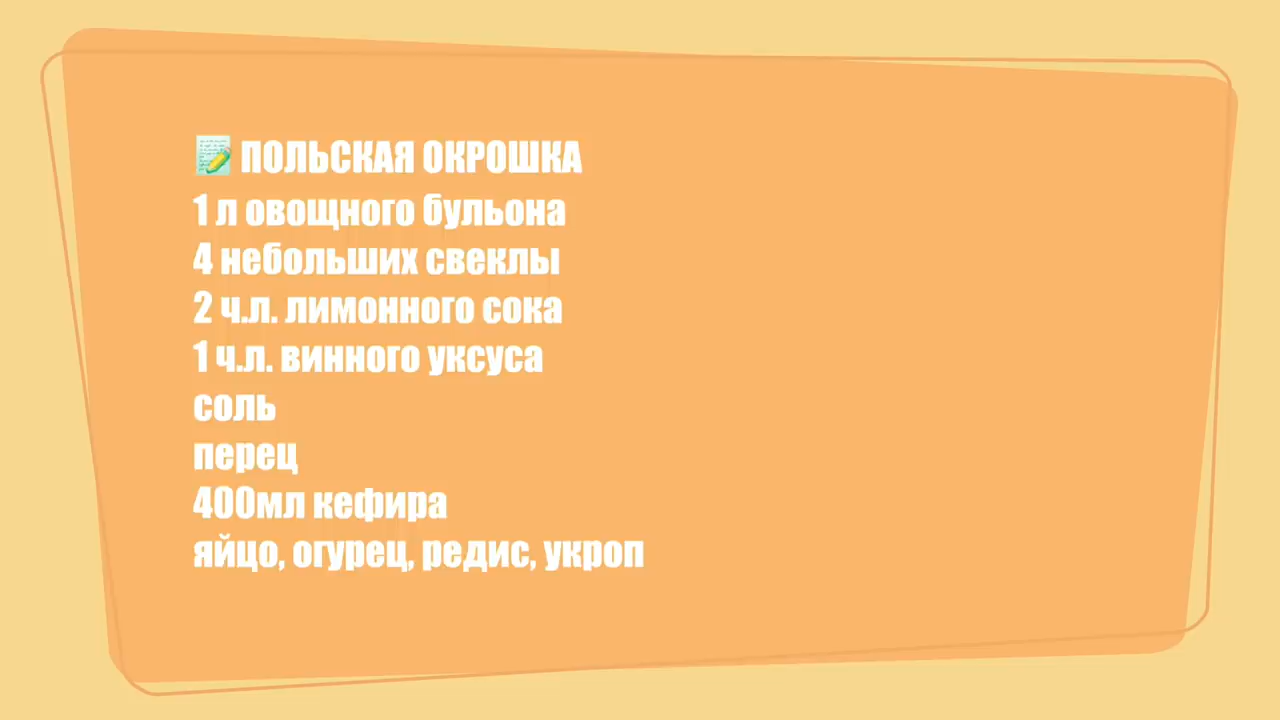 📝 ПОЛЬСКАЯ ОКРОШКА
1 л овощного бульона
4 небольших свеклы
2 ч.л. лимонного сока
1 ч.л. винного уксуса
соль
перец
400мл кефира
яйцо, огурец, редис, укроп